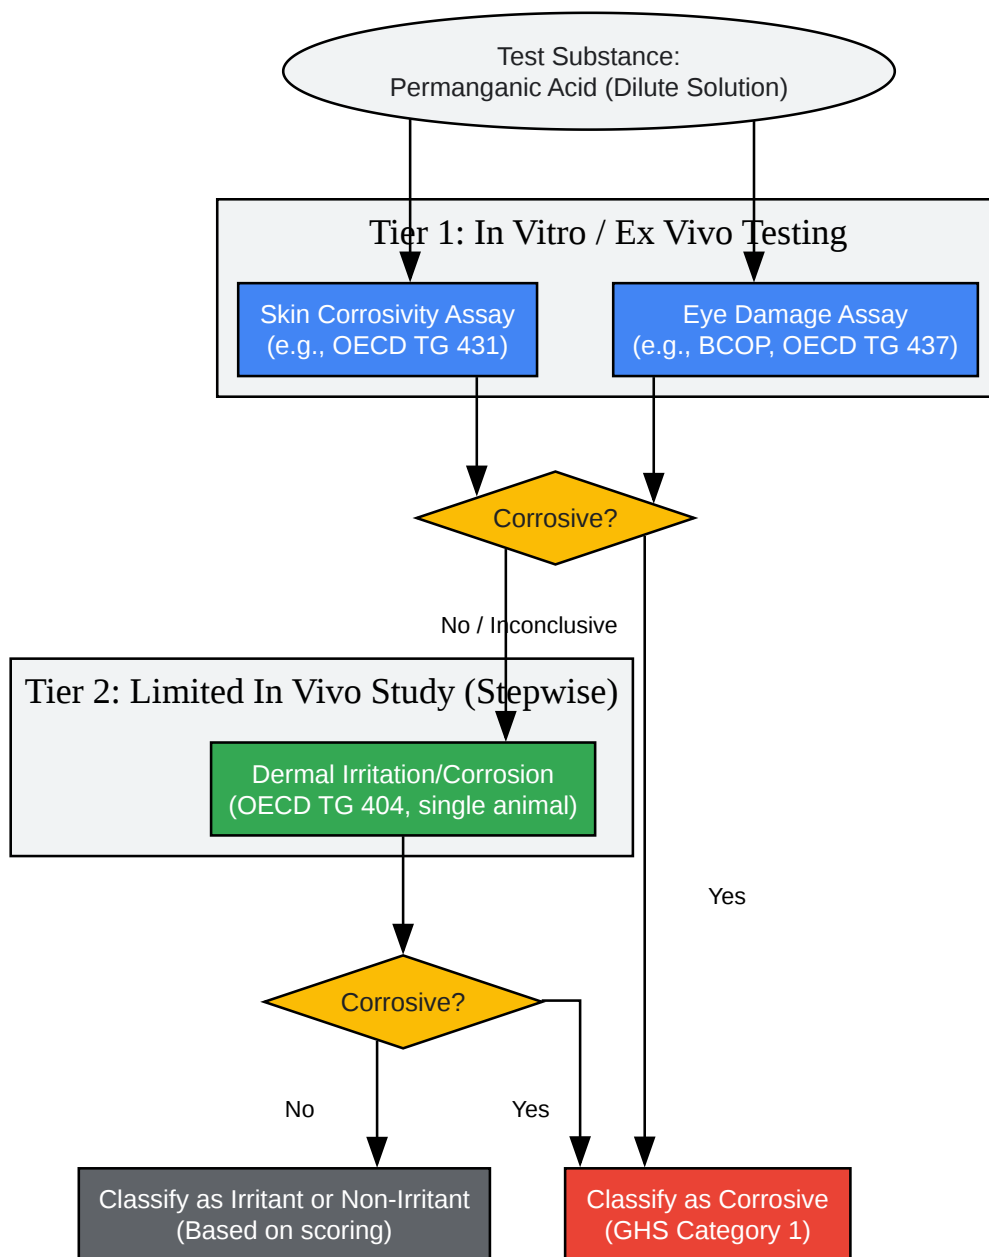 Test Substance:
Permanganic Acid (Dilute Solution)
Tier 1: In Vitro / Ex Vivo Testing
Skin Corrosivity Assay
(e.g., OECD TG 431)
Eye Damage Assay
(e.g., BCOP, OECD TG 437)
Corrosive?
No / Inconclusive
Tier 2: Limited In Vivo Study (Stepwise)
Dermal Irritation/Corrosion
(OECD TG 404, single animal)
Yes
Corrosive?
No
Yes
Classify as Irritant or Non-Irritant
(Based on scoring)
Classify as Corrosive
(GHS Category 1)